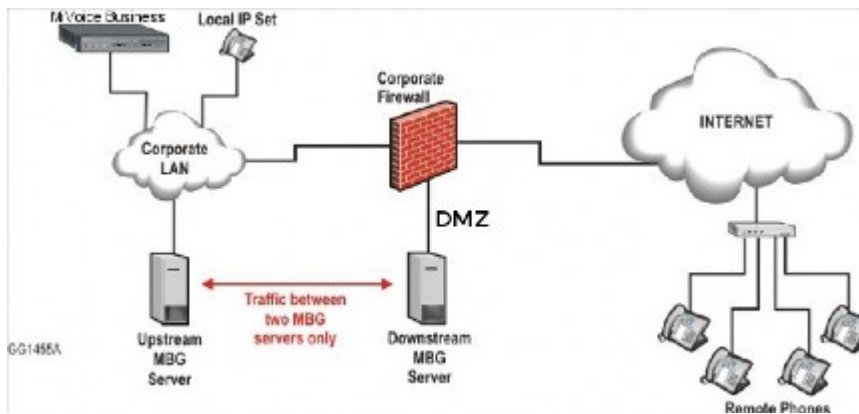 MiVoice Business
Local IP Set
Corporate
Firewall
INTERNET
Corporate
LAN
DMZ
Traffic between
two MBG
servers only
Upstream
MBG
Server
Downstream
MBG
Server
GG1455A
Remote Phones